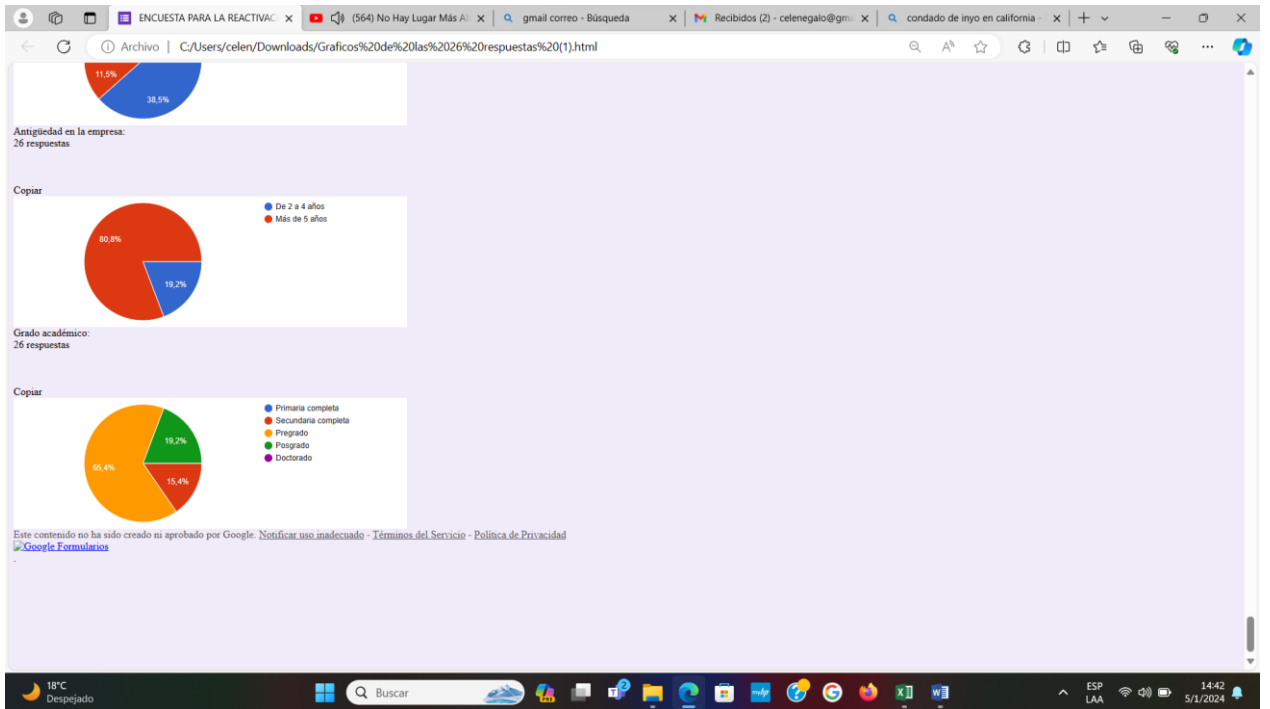 ENCUESTA PARA LA REACTIVAC
(564) No Hay Lugar Más Al
gmail correo - Búsqueda
Recibidos (2) - celenegalo@gma
condado de inyo en california -
Archivo | C:/Users/celen/Downloads/Graficos%20de%20las%2026%20respuestas%20(1).html
11,5%
38,5%
Antigüedad en la empresa:
26 respuestas
Copiar
De 2 a 4 años
Más de 5 años
80,8%
19,2%
Grado académico:
26 respuestas
Copiar
Primaria completa
Secundaria completa
Pregrado
Posgrado
Doctorado
19,2%
65,4%
15,4%
Este contenido no ha sido creado ni aprobado por Google. Notificar uso inadecuado - Términos del Servicio - Política de Privacidad
Google Formularios
.
18°C
Despejado
Buscar
2
ESP
LAA
14:42
5/1/2024